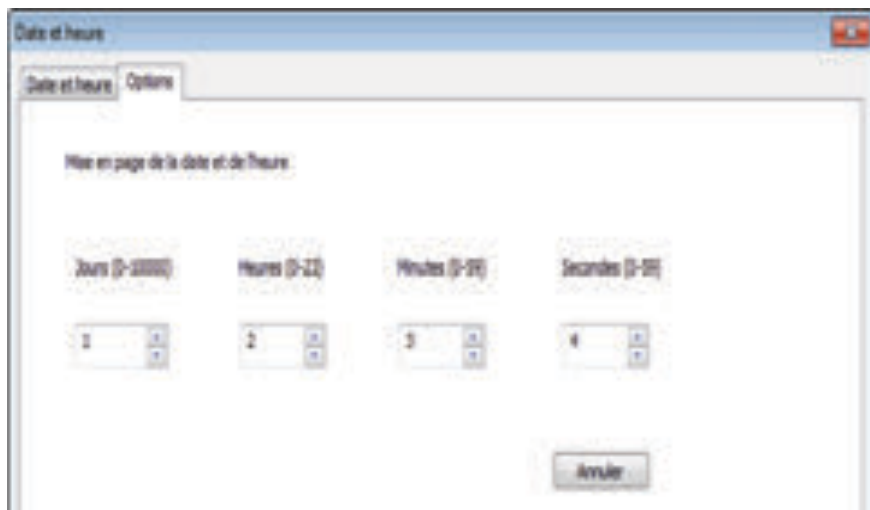 Date et heure
Date et heure Options
Mise en page de la date et de l'heure
Jours (0-10000) Heures (0-23) Minutes (0-59) Secondes (0-59)
1 2 3 4
Annuler